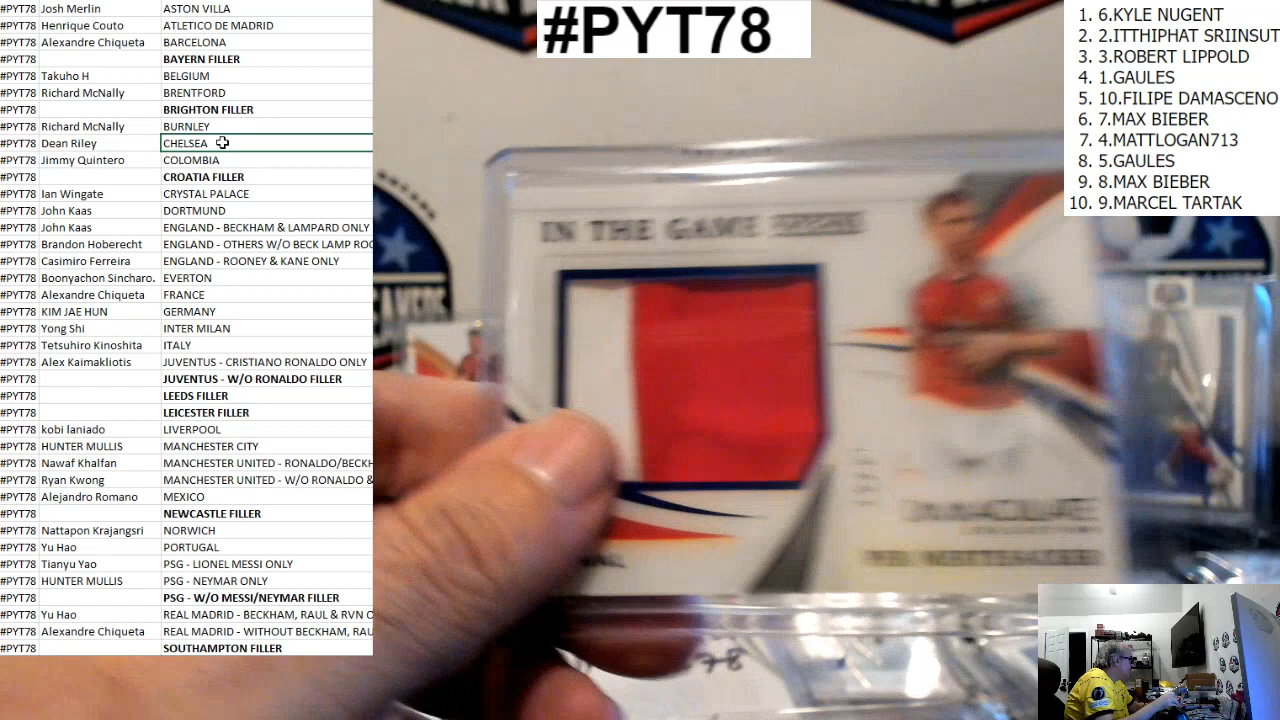 #PYT78 Josh Merlin ASTON VILLA
#PYT78 Henrique Couto ATLETICO DE MADRID
#PYT78 Alexandre Chiqueta BARCELONA
#PYT78 BAYERN FILLER
#PYT78 Takuho H BELGIUM
#PYT78 Richard McNally BRENTFORD
#PYT78 BRIGHTON FILLER
#PYT78 Richard McNally BURNLEY
#PYT78 Dean Riley CHELSEA
#PYT78 Jimmy Quintero COLOMBIA
#PYT78 CROATIA FILLER
#PYT78 Ian Wingate CRYSTAL PALACE
#PYT78 John Kaas DORTMUND
#PYT78 John Kaas ENGLAND - BECKHAM & LAMPARD ONLY
#PYT78 Brandon Hoberecht ENGLAND - OTHERS W/O BECK LAMP ROO
#PYT78 Casimiro Ferreira ENGLAND - ROONEY & KANE ONLY
#PYT78 Boonyachon Sincharo. EVERTON
#PYT78 Alexandre Chiqueta FRANCE
#PYT78 KIM JAE HUN GERMANY
#PYT78 Yong Shi INTER MILAN
#PYT78 Tetsuhiro Kinoshita ITALY
#PYT78 Alex Kaimakliotis JUVENTUS - CRISTIANO RONALDO ONLY
#PYT78 JUVENTUS - W/O RONALDO FILLER
#PYT78 LEEDS FILLER
#PYT78 LEICESTER FILLER
#PYT78 kobi laniado LIVERPOOL
#PYT78 HUNTER MULLIS MANCHESTER CITY
#PYT78 Nawaf Khalfan MANCHESTER UNITED - RONALDO/BECKH
#PYT78 Ryan Kwong MANCHESTER UNITED - W/O RONALDO &
#PYT78 Alejandro Romano MEXICO
#PYT78 NEWCASTLE FILLER
#PYT78 Nattapon Krajangsri NORWICH
#PYT78 Yu Hao PORTUGAL
#PYT78 Tianyu Yao PSG - LIONEL MESSI ONLY
#PYT78 HUNTER MULLIS PSG - NEYMAR ONLY
#PYT78 PSG - W/O MESSI/NEYMAR FILLER
#PYT78 Yu Hao REAL MADRID - BECKHAM, RAUL & RVN O
#PYT78 Alexandre Chiqueta REAL MADRID - WITHOUT BECKHAM, RAU
#PYT78 SOUTHAMPTON FILLER
#PYT78
IN THE GAME
IMMACULATE
78
1. 6.KYLE NUGENT
2. 2.ITTHIPHAT SRIINSUT
3. 3.ROBERT LIPPOLD
4. 1.GAULES
5. 10.FILIPE DAMASCENO
6. 7.MAX BIEBER
7. 4.MATTLOGAN713
8. 5.GAULES
9. 8.MAX BIEBER
10. 9.MARCEL TARTAK